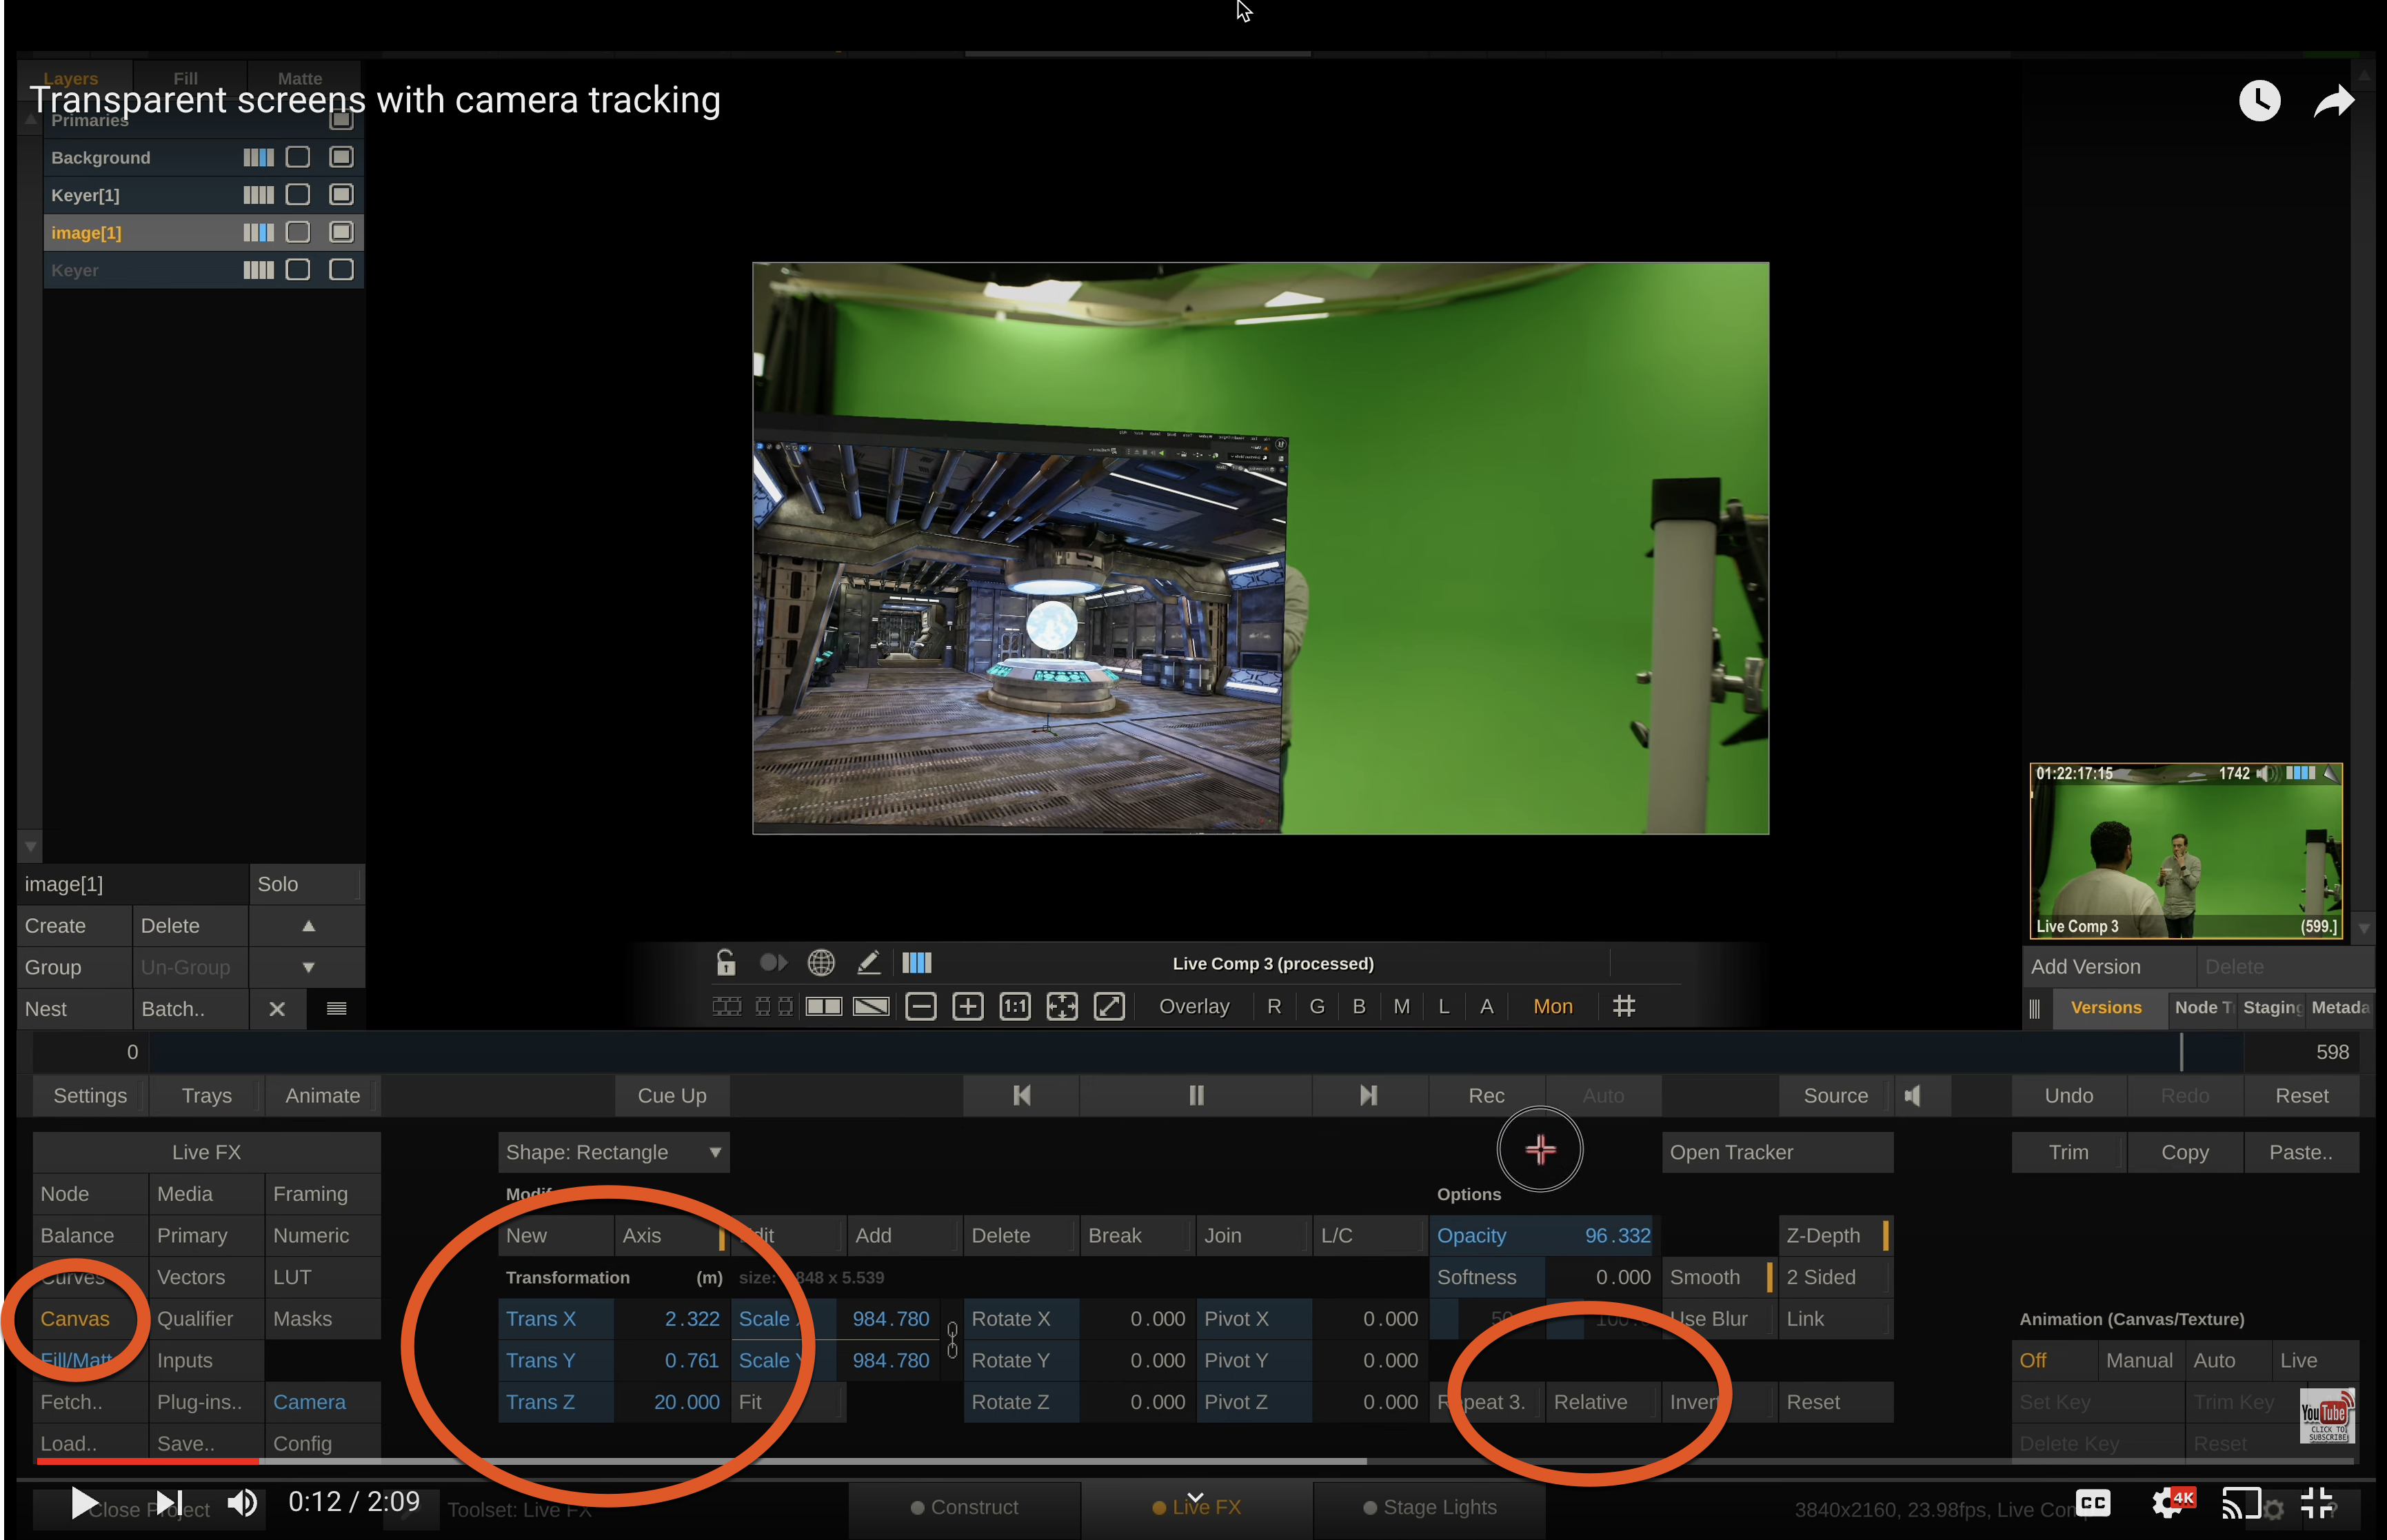 Layers Fill Matte
Transparent screens with camera tracking
Primaries
Background
Keyer[1]
image[1]
Keyer
01:22:17:15 1742
Live Comp 3 (599.]
image[1] Solo
Create Delete
Group Un-Group
Nest Batch..
Live Comp 3 (processed)
1:1 Overlay R G B M L A Mon
Add Version Delete
Versions Node T Staging Metada
0 598
Settings Trays Animate Cue Up Rec Auto Source Undo Redo Reset
Live FX Shape: Rectangle Open Tracker Trim Copy Paste..
Node Media Framing Options
Balance Primary Numeric New Axis Edit Add Delete Break Join L/C Opacity 96.332 Z-Depth
Curves Vectors LUT Transformation (m) size: 848 x 5.539 Softness 0.000 Smooth 2 Sided
Canvas Qualifier Masks Trans X 2.322 Scale 984.780 Rotate X 0.000 Pivot X 0.000 Use Blur Link
Animation (Canvas/Texture)
Fill/Matt Inputs Trans Y 0.761 Scale Y 984.780 Rotate Y 0.000 Pivot Y 0.000 Off Manual Auto Live
Fetch.. Plug-ins.. Camera Trans Z 20.000 Fit Rotate Z 0.000 Pivot Z 0.000 Repeat 3. Relative Invert Reset Set Key Trim Key
YouTube
CLICK TO
SUBSCRIBE
Load.. Save.. Config Delete Key Reset
Close Project 0:12 / 2:09 Toolset: Live FX Construct Live FX Stage Lights 3840x2160, 23.98fps, Live Co CC 4K ?